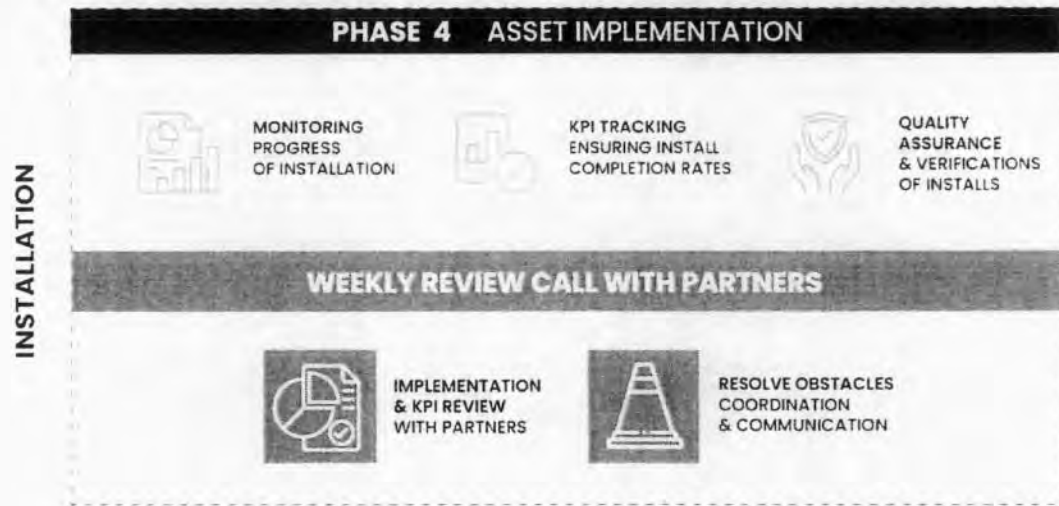 PHASE 4 ASSET IMPLEMENTATION
INSTALLATION
MONITORING
PROGRESS
OF INSTALLATION
KPI TRACKING
ENSURING INSTALL
COMPLETION RATES
QUALITY
ASSURANCE
& VERIFICATIONS
OF INSTALLS
WEEKLY REVIEW CALL WITH PARTNERS
IMPLEMENTATION
& KPI REVIEW
WITH PARTNERS
RESOLVE OBSTACLES
COORDINATION
& COMMUNICATION